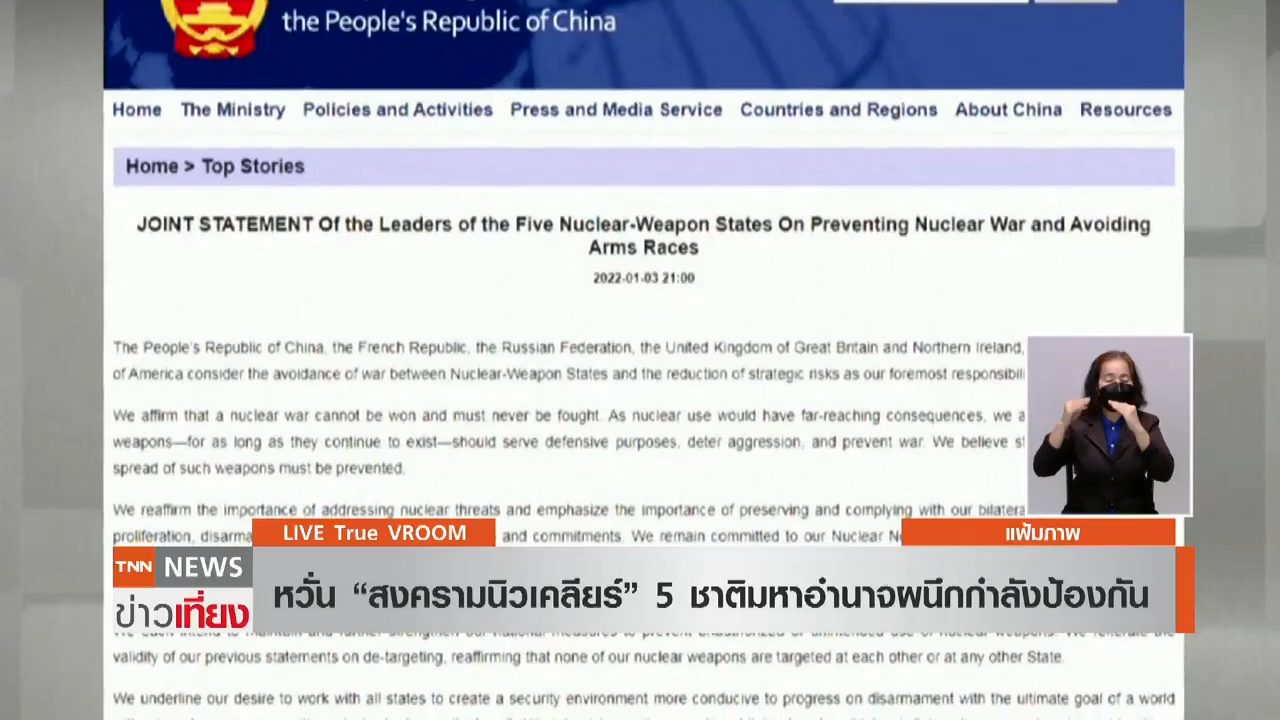 the People's Republic of China
Home The Ministry Policies and Activities Press and Media Service Countries and Regions About China Resources
Home > Top Stories
JOINT STATEMENT Of the Leaders of the Five Nuclear-Weapon States On Preventing Nuclear War and Avoiding
Arms Races
2022-01-03 21:00
The People's Republic of China, the French Republic, the Russian Federation, the United Kingdom of Great Britain and Northern Ireland,
of America consider the avoidance of war between Nuclear-Weapon States and the reduction of strategic risks as our foremost
We affirm that a nuclear war cannot be won and must never be fought. As nuclear use would have far-reaching consequences, we
weapons—for as long as they continue to exist—should serve defensive purposes, deter aggression, and prevent war. We believe
spread of such weapons must be prevented.
We reaffirm the importance of addressing nuclear threats and emphasize the importance of preserving and complying with our
proliferation, and commitments. We remain committed to our Nuclear
LIVE True VROOM
แฟ้มภาพ
TNN NEWS
ข่าวเที่ยง
หวั่น “สงครามนิวเคลียร์” 5 ชาติมหาอำนาจผนึกกำลังป้องกัน
validity of our previous statements on de-targeting, reaffirming that none of our nuclear weapons are targeted at each other or at any other State.
We underline our desire to work with all states to create a security environment more conducive to progress on disarmament with the ultimate goal of a world